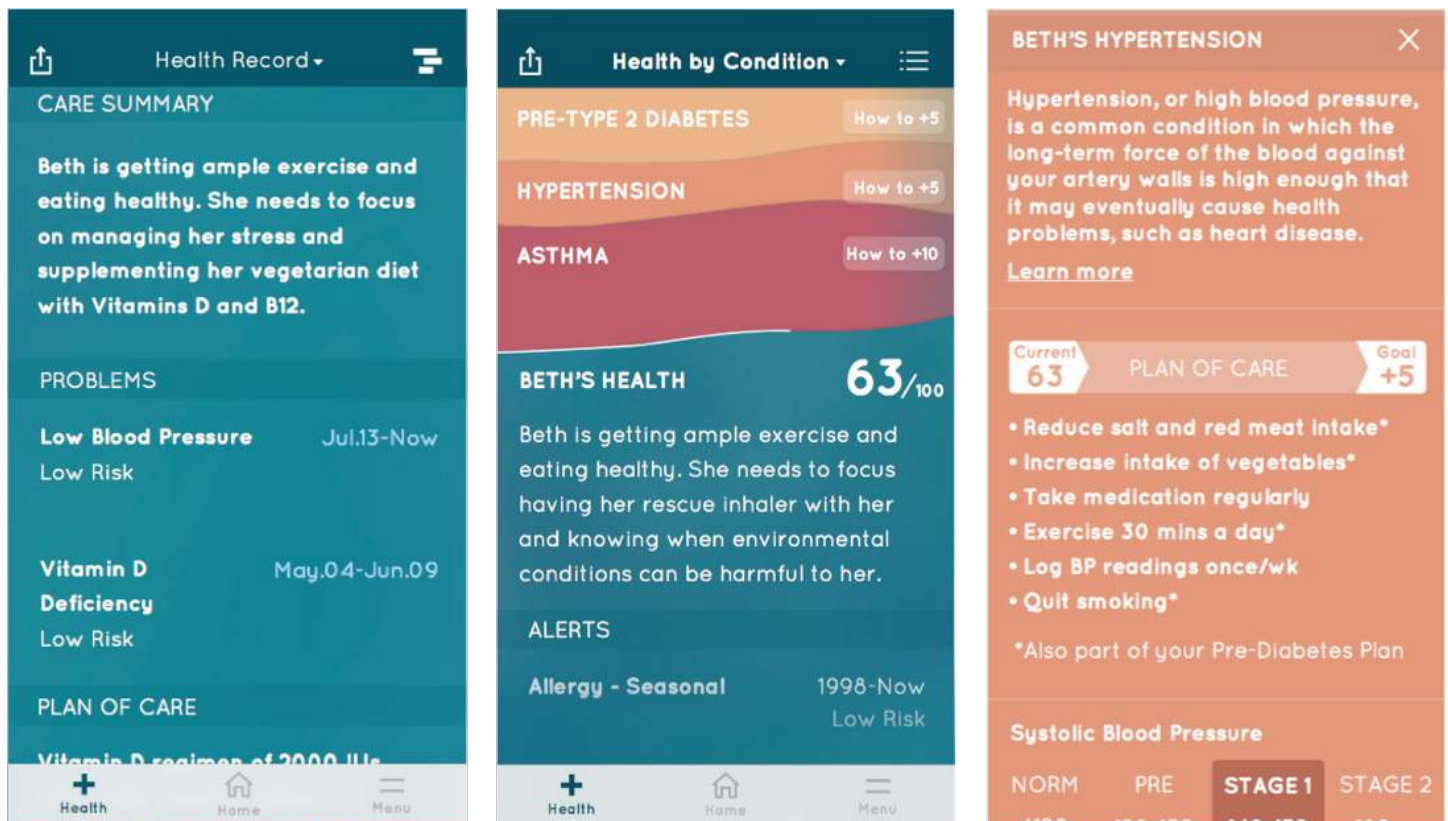 Health Record
CARE SUMMARY
Beth is getting ample exercise and
eating healthy. She needs to focus
on managing her stress and
supplementing her vegetarian diet
with Vitamins D and B12.
PROBLEMS
Low Blood Pressure Jul.13-Now
Low Risk
Vitamin D May.04-Jun.09
Deficiency
Low Risk
PLAN OF CARE
Vitamin D regimen of 2000 IUs
Health Home Menu
Health by Condition
PRE-TYPE 2 DIABETES How to +5
HYPERTENSION How to +5
ASTHMA How to +10
BETH'S HEALTH 63/100
Beth is getting ample exercise and
eating healthy. She needs to focus
having her rescue inhaler with her
and knowing when environmental
conditions can be harmful to her.
ALERTS
Allergy - Seasonal 1998-Now
Low Risk
Health Home Menu
BETH'S HYPERTENSION
Hypertension, or high blood pressure,
is a common condition in which the
long-term force of the blood against
your artery walls is high enough that
it may eventually cause health
problems, such as heart disease.
Learn more
Current Goal
63 PLAN OF CARE +5
• Reduce salt and red meat intake*
• Increase intake of vegetables*
• Take medication regularly
• Exercise 30 mins a day*
• Log BP readings once/wk
• Quit smoking*
*Also part of your Pre-Diabetes Plan
Systolic Blood Pressure
NORM PRE STAGE 1 STAGE 2